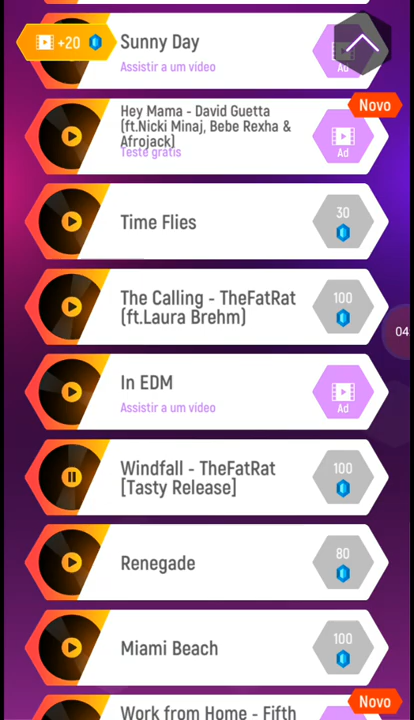 +20
Sunny Day
Assistir a um vídeo
Ad
Novo
Hey Mama - David Guetta
(ft.Nicki Minaj, Bebe Rexha &
Afrojack)
Teste grátis
Ad
Time Flies
30
The Calling - TheFatRat
(ft.Laura Brehm)
100
04
In EDM
Assistir a um vídeo
Ad
Windfall - TheFatRat
[Tasty Release]
100
Renegade
80
Miami Beach
100
Novo
Work from Home - Fifth